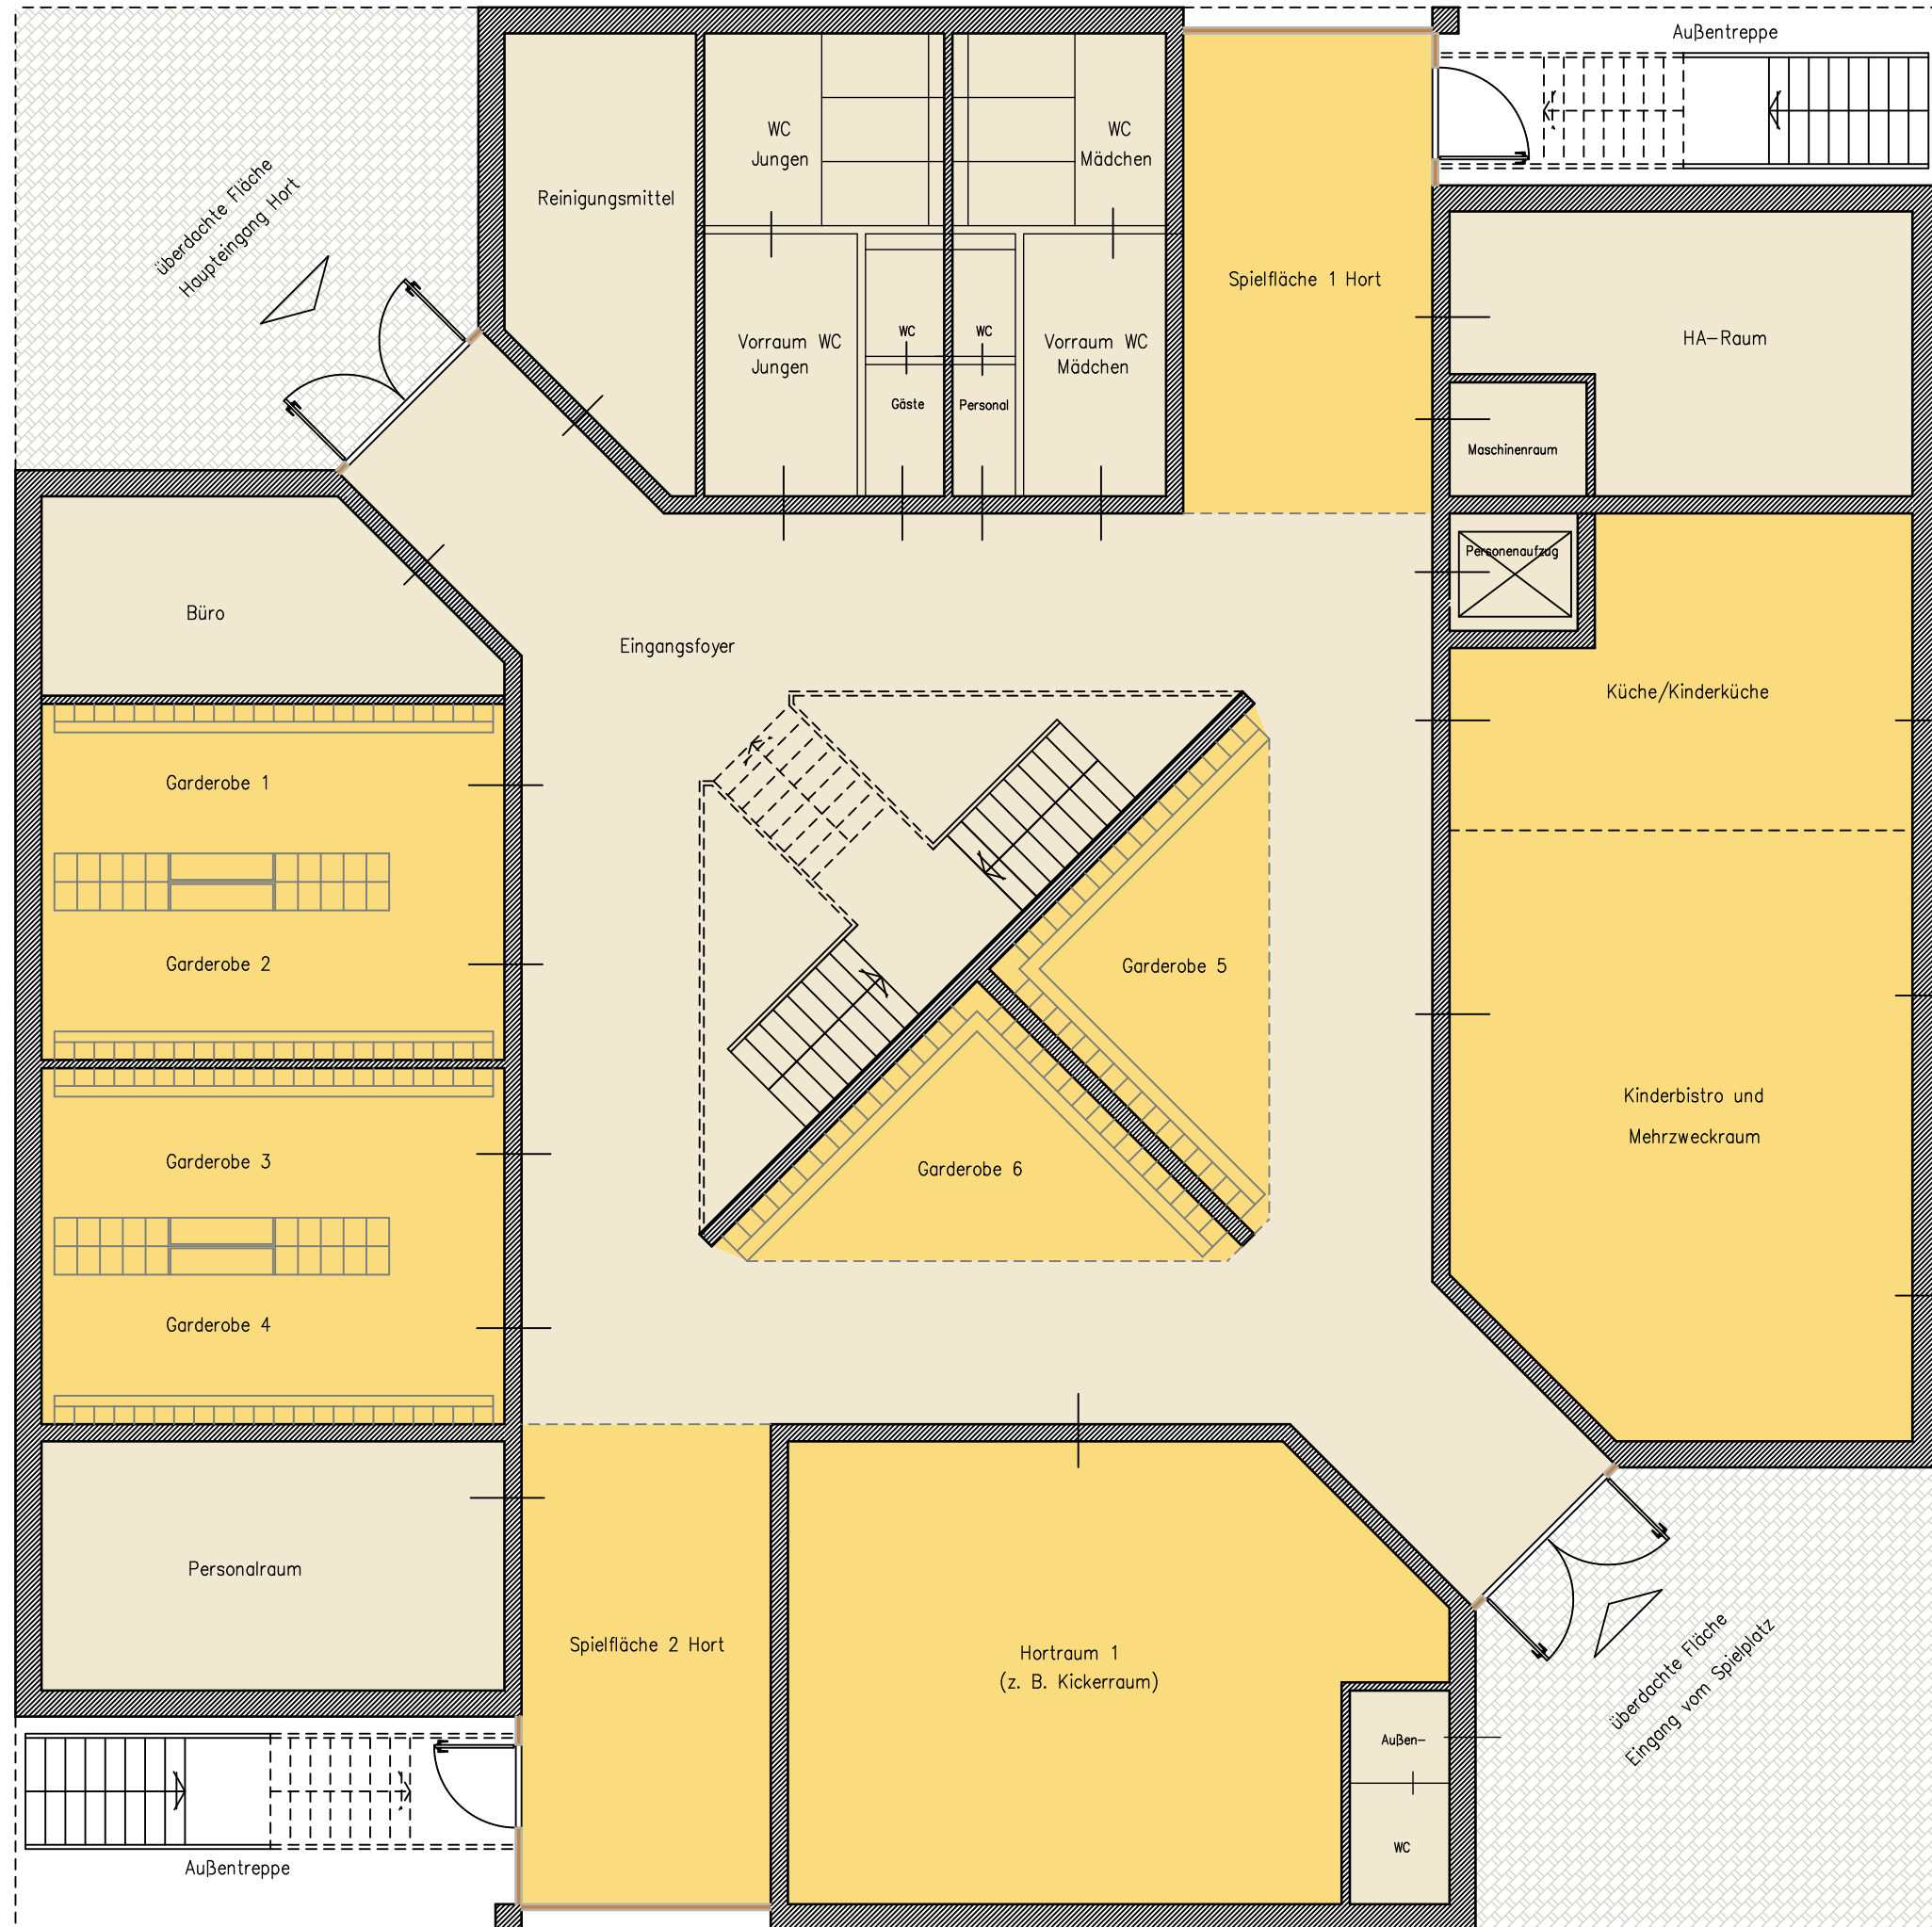 Außentreppe
überdachte Fläche
Haupteingang Hort
Reinigungsmittel
WC
Jungen
WC
Mädchen
Spielfläche 1 Hort
HA-Raum
Vorraum WC
Jungen
WC
WC
Vorraum WC
Mädchen
Gäste
Personal
Maschinenraum
Personenaufzug
Büro
Eingangsfoyer
Küche/Kinderküche
Garderobe 1
Garderobe 2
Garderobe 5
Kinderbistro und
Mehrzweckraum
Garderobe 3
Garderobe 6
Garderobe 4
Personalraum
Spielfläche 2 Hort
Hortraum 1
(z. B. Kickerraum)
überdachte Fläche
Eingang vom Spielplatz
Außen-
WC
Außentreppe